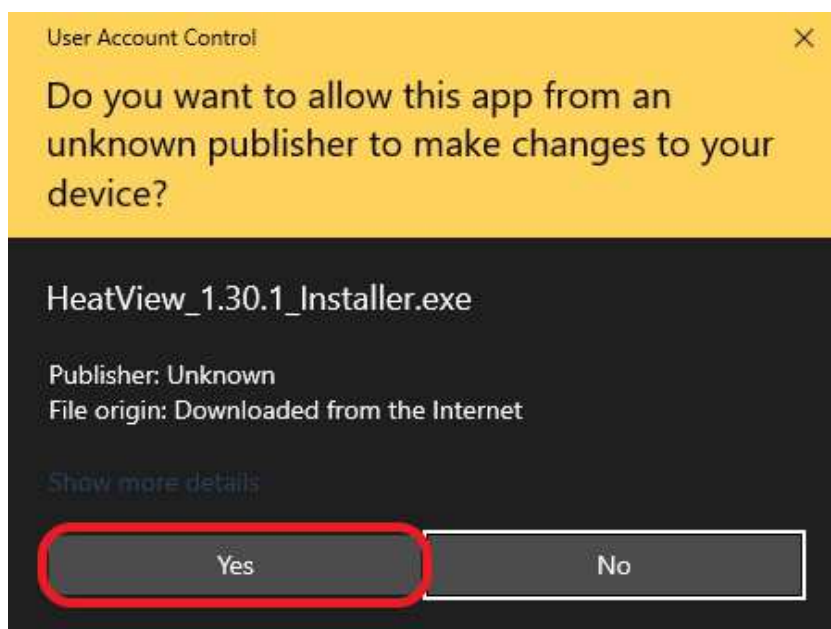 User Account Control
Do you want to allow this app from an
unknown publisher to make changes to your
device?
HeatView_1.30.1_Installer.exe
Publisher: Unknown
File origin: Downloaded from the Internet
Show more details
Yes
No